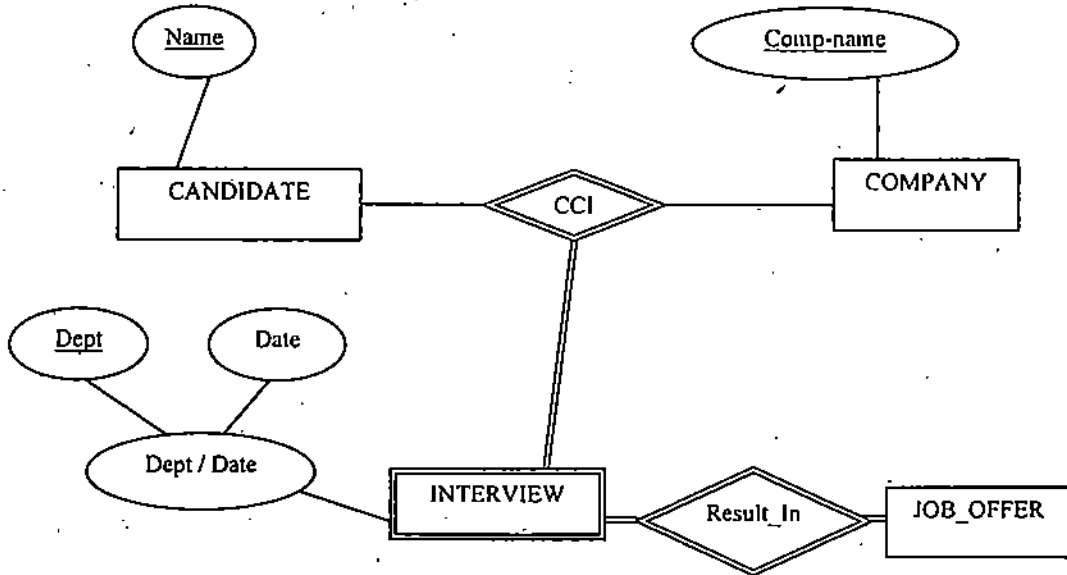 Name
Comp-name
CANDIDATE
CCI
COMPANY
Dept
Date
Dept / Date
INTERVIEW
Result_In
JOB_OFFER